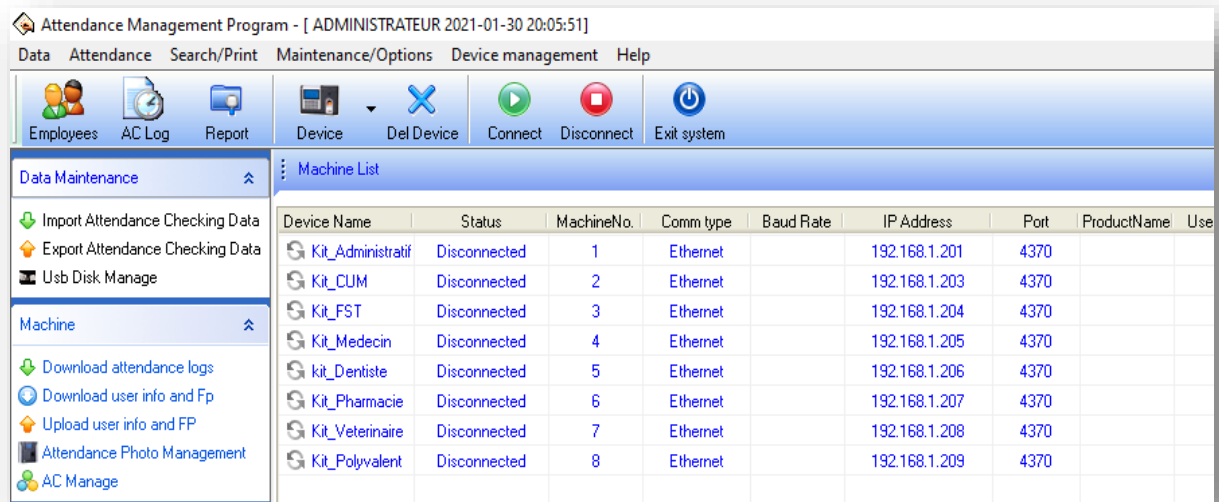 Attendance Management Program - [ ADMINISTRATEUR 2021-01-30 20:05:51]
Data Attendance Search/Print Maintenance/Options Device management Help
Employees AC Log Report Device Del Device Connect Disconnect Exit system
Data Maintenance
Import Attendance Checking Data
Export Attendance Checking Data
Usb Disk Manage
Machine
Download attendance logs
Download user info and Fp
Upload user info and FP
Attendance Photo Management
AC Manage
Machine List
Device Name Status MachineNo. Comm type Baud Rate IP Address Port ProductName Use
Kit_Administratif Disconnected 1 Ethernet 192.168.1.201 4370
Kit_CUM Disconnected 2 Ethernet 192.168.1.203 4370
Kit_FST Disconnected 3 Ethernet 192.168.1.204 4370
Kit_Medecin Disconnected 4 Ethernet 192.168.1.205 4370
kit_Dentiste Disconnected 5 Ethernet 192.168.1.206 4370
Kit_Pharmacie Disconnected 6 Ethernet 192.168.1.207 4370
Kit_Veterinaire Disconnected 7 Ethernet 192.168.1.208 4370
Kit_Polyvalent Disconnected 8 Ethernet 192.168.1.209 4370